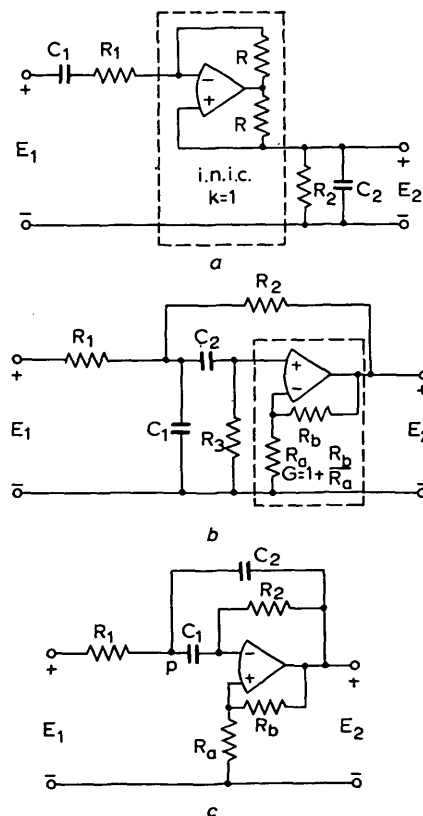 C1 R1
R
− +
R
+
E1
i.n.i.c.
k=1
+
R2 C2 E2
− −
a
R2
R1
C2
+
+
+ −
E1
C1 R3
Rb
Ra
G=1+Rb/Ra
E2
− −
b
C2
R2
R1 C1
+
p
− +
+
E1
Rb
Ra
E2
− −
c